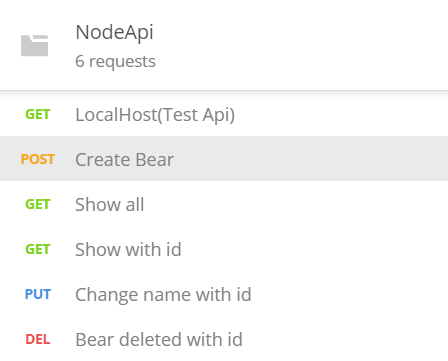 NodeApi
6 requests
GET LocalHost(Test Api)
POST Create Bear
GET Show all
GET Show with id
PUT Change name with id
DEL Bear deleted with id